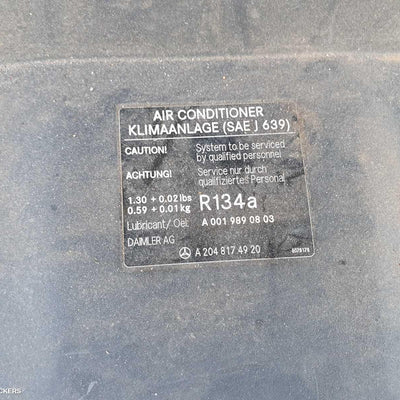 AIR CONDITIONER
KLIMAANLAGE (SAE J 639)
CAUTION! System to be serviced
by qualified personnel
ACHTUNG! Service nur durch
qualifiziertes Personal
1.30 + 0.02 lbs
0.59 + 0.01 kg R134a
Lubricant/ Oel: A 001 989 08 03
DAIMLER AG
A 204 817 49 20
CKERS